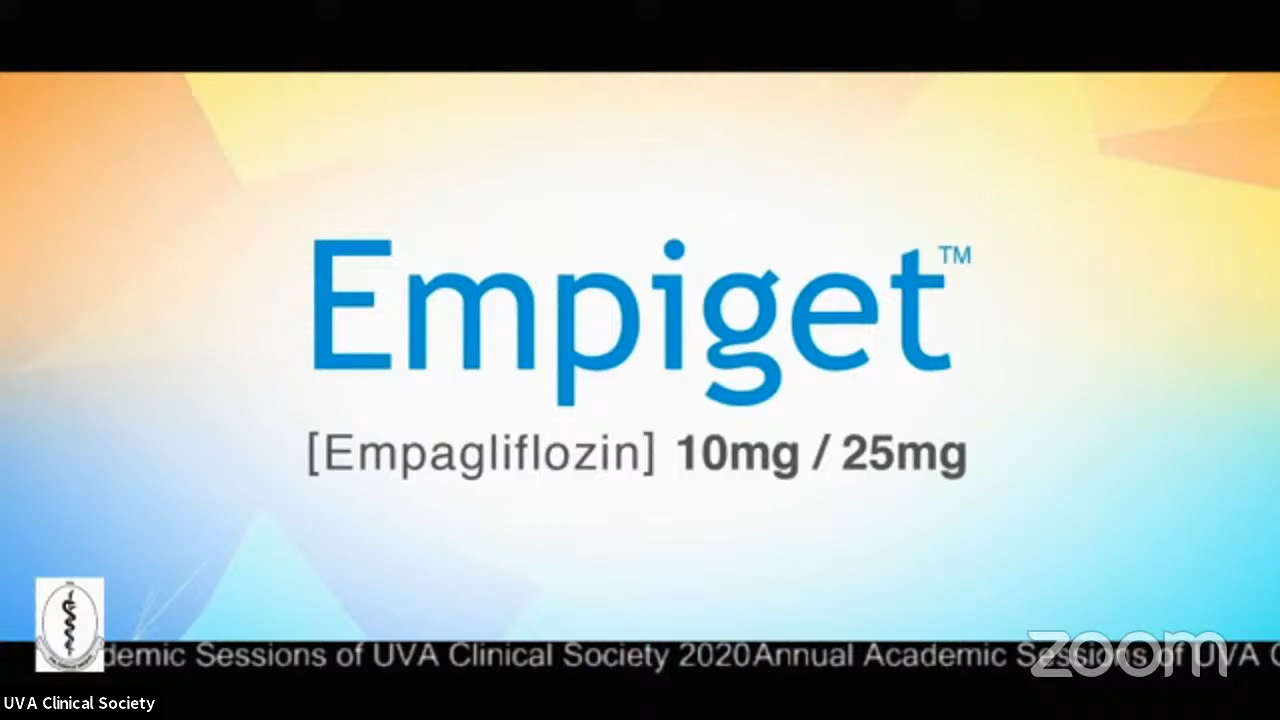 Empiget™
[Empagliflozin] 10mg / 25mg
demic Sessions of UVA Clinical Society 2020Annual Academic Sessions of UVA C
zoom
UVA Clinical Society